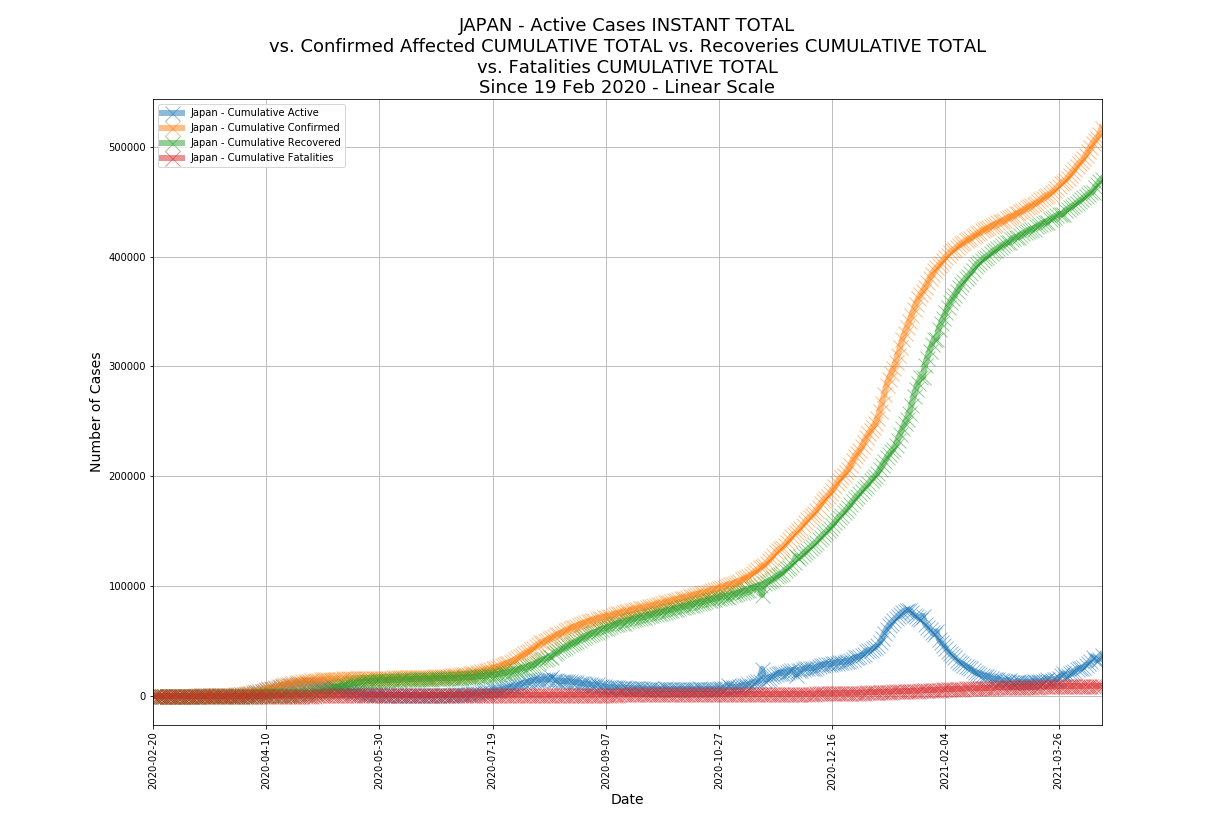 JAPAN - Active Cases INSTANT TOTAL
vs. Confirmed Affected CUMULATIVE TOTAL vs. Recoveries CUMULATIVE TOTAL
vs. Fatalities CUMULATIVE TOTAL
Since 19 Feb 2020 - Linear Scale
Japan - Cumulative Active
Japan - Cumulative Confirmed
Japan - Cumulative Recovered
Japan - Cumulative Fatalities
500000
400000
300000
200000
100000
0
Number of Cases
2020-02-20
2020-04-10
2020-05-30
2020-07-19
2020-09-07
2020-10-27
2020-12-16
2021-02-04
2021-03-26
Date